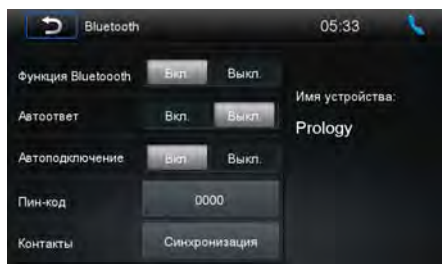 Bluetooth 05:33
Функция Bluetoooth Вкл. Выкл.
Имя устройства:
Автоответ Вкл. Выкл.
Prology
Автоподключение Вкл. Выкл.
Пин-код 0000
Контакты Синхронизация